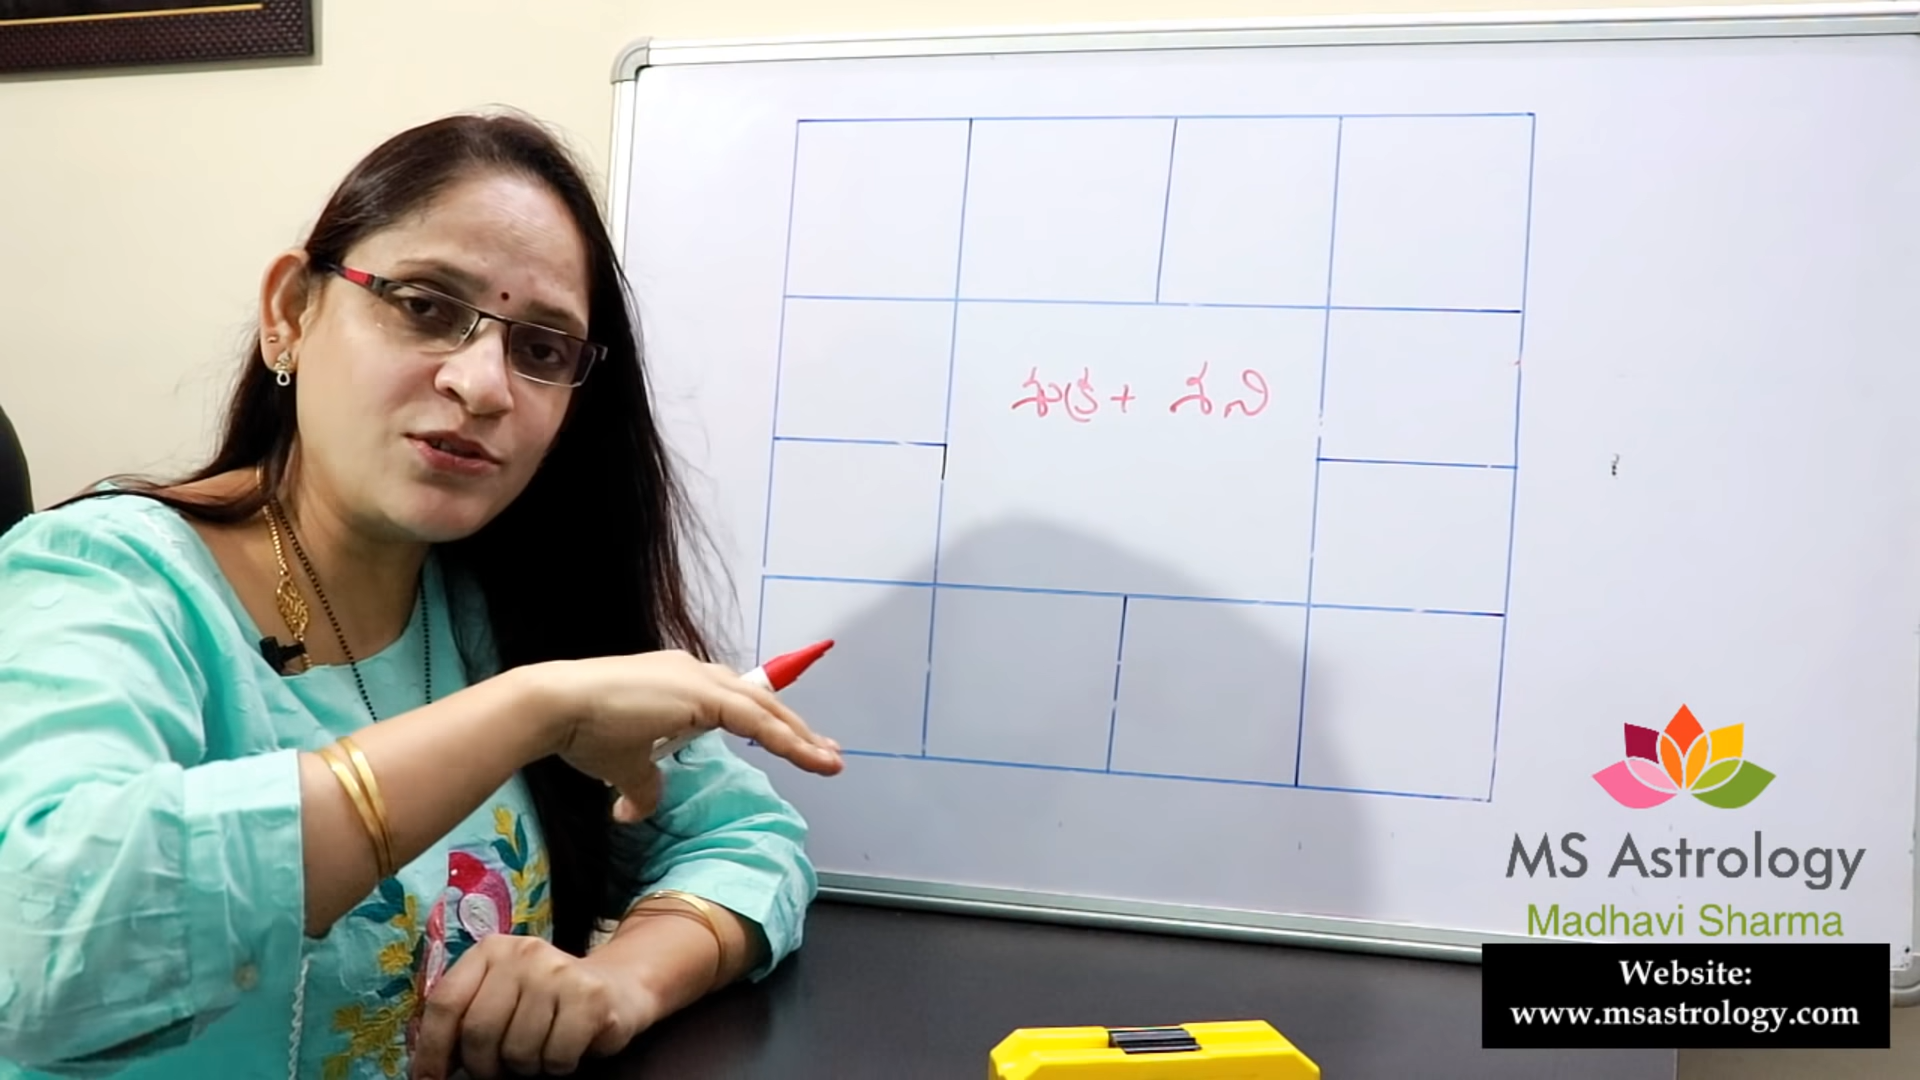 శుక్ర + శని
MS Astrology
Madhavi Sharma
Website:
www.msastrology.com